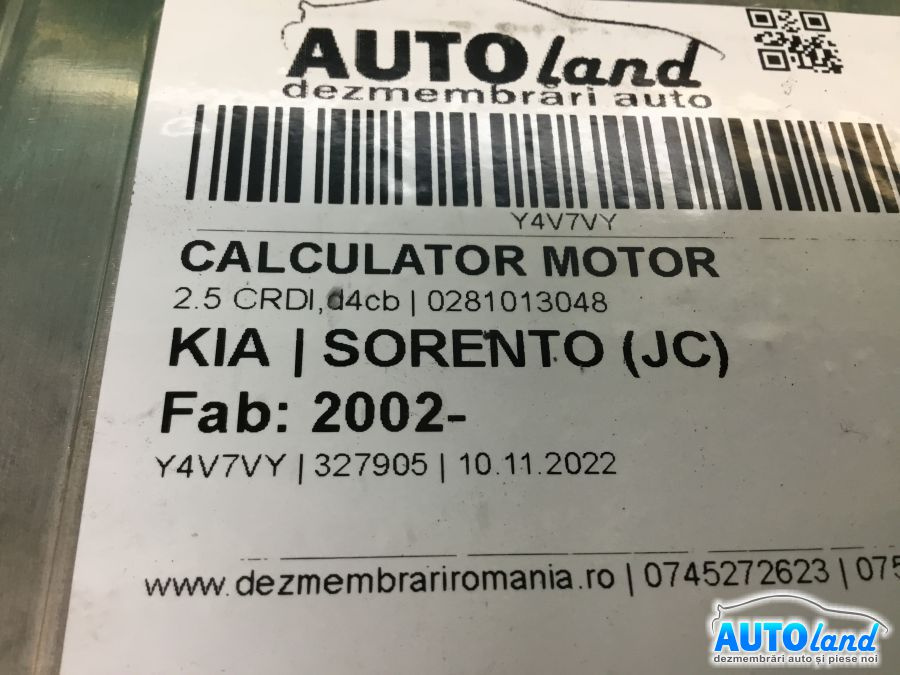 AUTOland
dezmembrări auto
Y4V7VY
CALCULATOR MOTOR
2.5 CRDI,d4cb | 0281013048
KIA | SORENTO (JC)
Fab: 2002-
Y4V7VY | 327905 | 10.11.2022
www.dezmembrariromania.ro | 0745272623 | 075
AUTOland
dezmembrări auto și piese noi